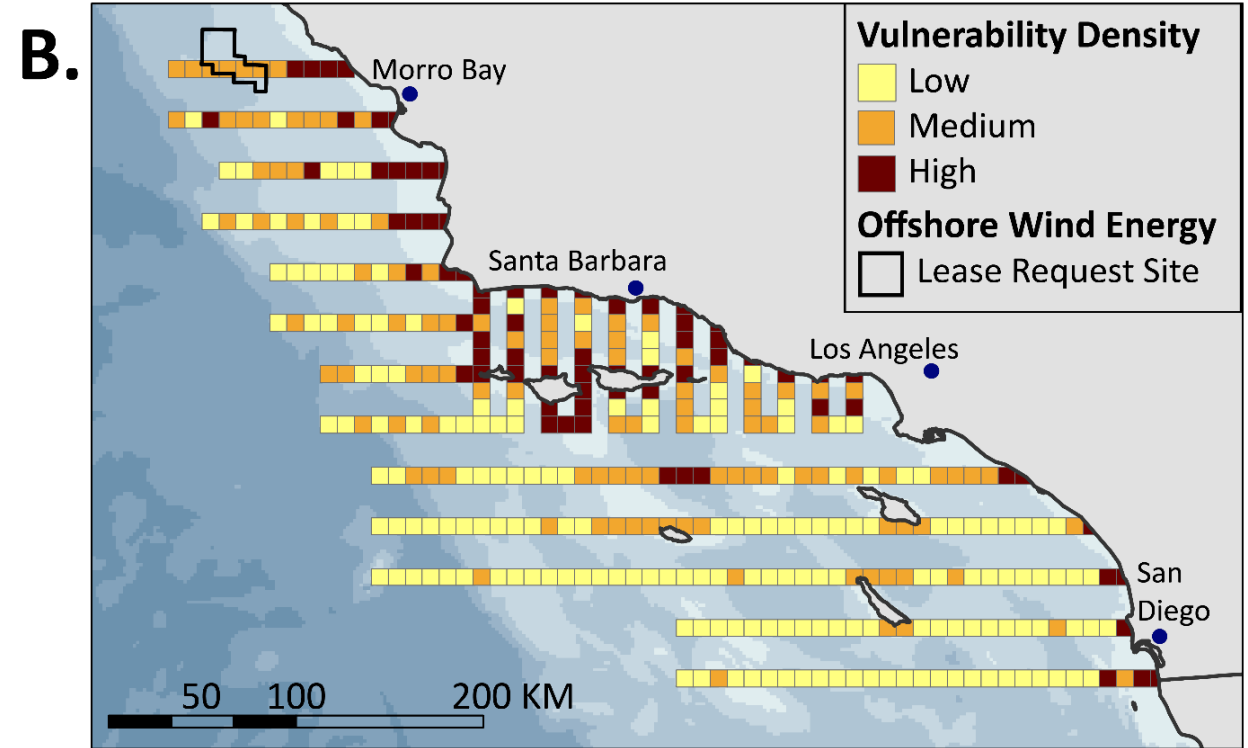 B.
Vulnerability Density
Low
Medium
High
Offshore Wind Energy
Lease Request Site
Morro Bay
Santa Barbara
Los Angeles
San
Diego
50 100 200 KM